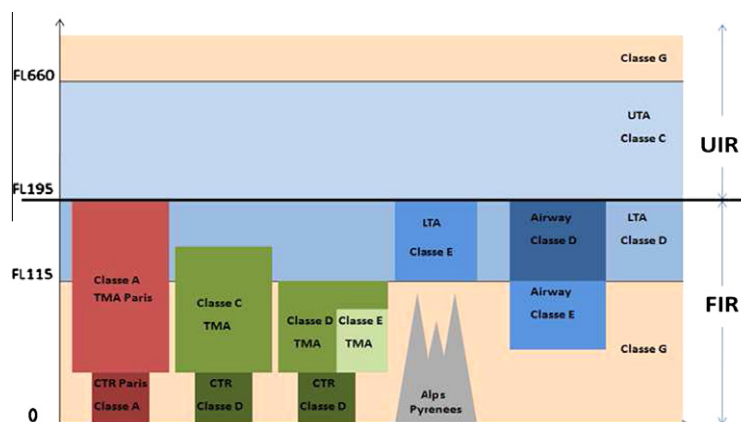 Classe G
FL660
UTA
Classe C
UIR
FL195
Airway
LTA
LTA
Classe D
Classe D
Classe E
FL115
Classe A
TMA Paris
Airway
Classe E
FIR
Classe C
TMA
Classe D
Classe E
TMA
TMA
Classe G
CTR Paris
CTR
CTR
Classe A
Classe D
Classe D
Alps
Pyrenees
0